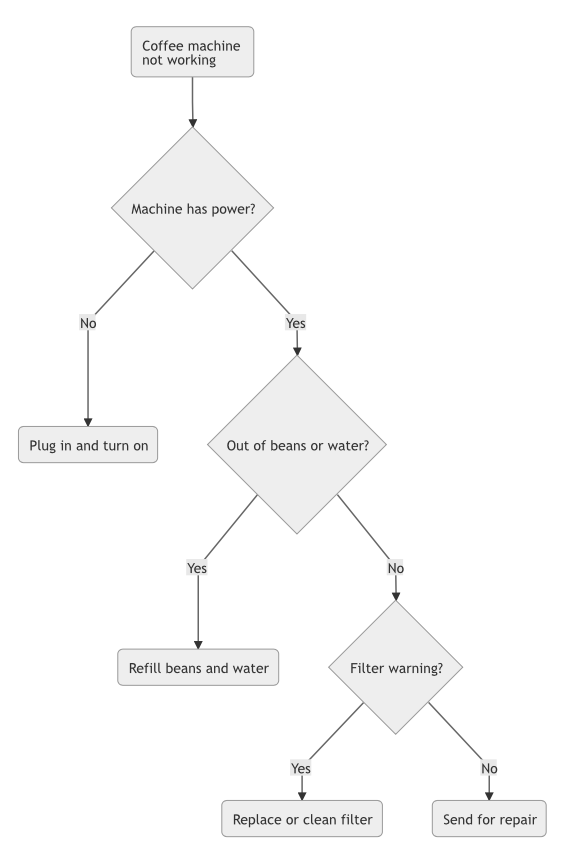 Coffee machine
not working
Machine has power?
No
Yes
Plug in and turn on
Out of beans or water?
Yes
No
Refill beans and water
Filter warning?
Yes
No
Replace or clean filter
Send for repair